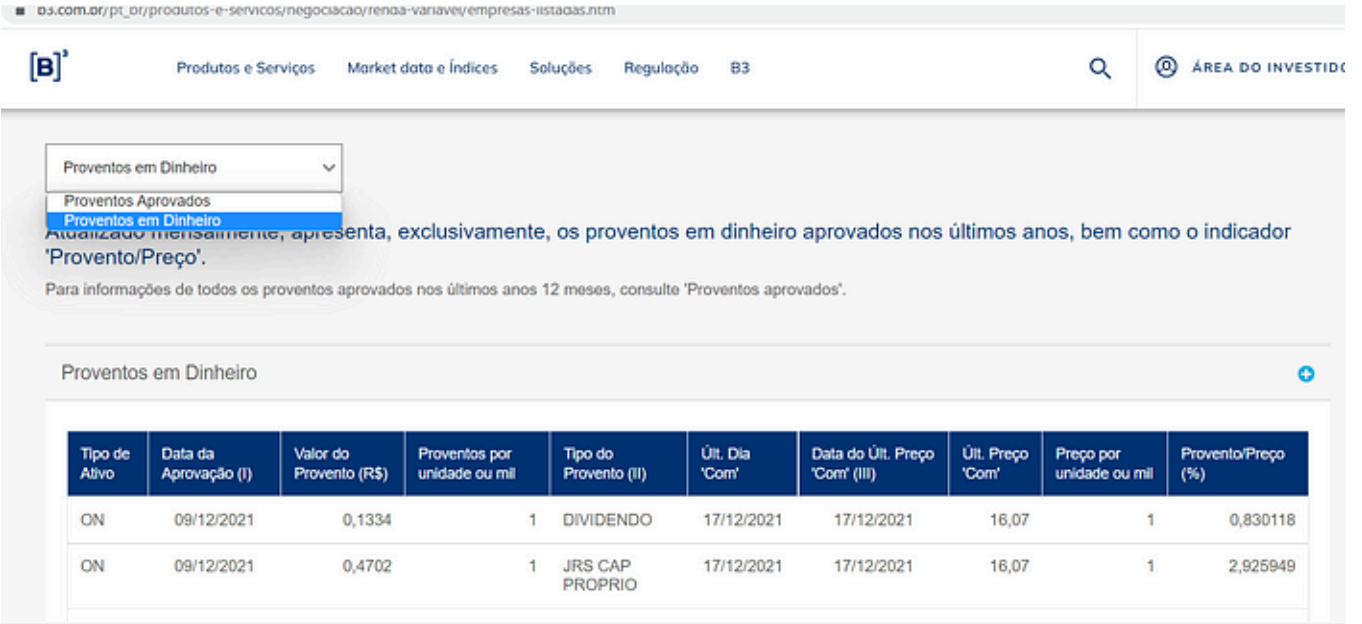 b3.com.br/pt_br/produtos-e-servicos/negociacao/renda-variavel/empresas-listadas.htm
[B]³
Produtos e Serviços Market data e Índices Soluções Regulação B3
ÁREA DO INVESTIDO
Proventos em Dinheiro
Proventos Aprovados
Proventos em Dinheiro
Atualizado mensalmente, apresenta, exclusivamente, os proventos em dinheiro aprovados nos últimos anos, bem como o indicador
'Provento/Preço'.
Para informações de todos os proventos aprovados nos últimos anos 12 meses, consulte 'Proventos aprovados'.
Proventos em Dinheiro
Tipo de Ativo Data da Aprovação (I) Valor do Provento (R$) Proventos por unidade ou mil Tipo do Provento (II) Últ. Dia 'Com' Data do Últ. Preço 'Com' (III) Últ. Preço 'Com' Preço por unidade ou mil Provento/Preço (%)
ON 09/12/2021 0,1334 1 DIVIDENDO 17/12/2021 17/12/2021 16,07 1 0,830118
ON 09/12/2021 0,4702 1 JRS CAP PROPRIO 17/12/2021 17/12/2021 16,07 1 2,925949